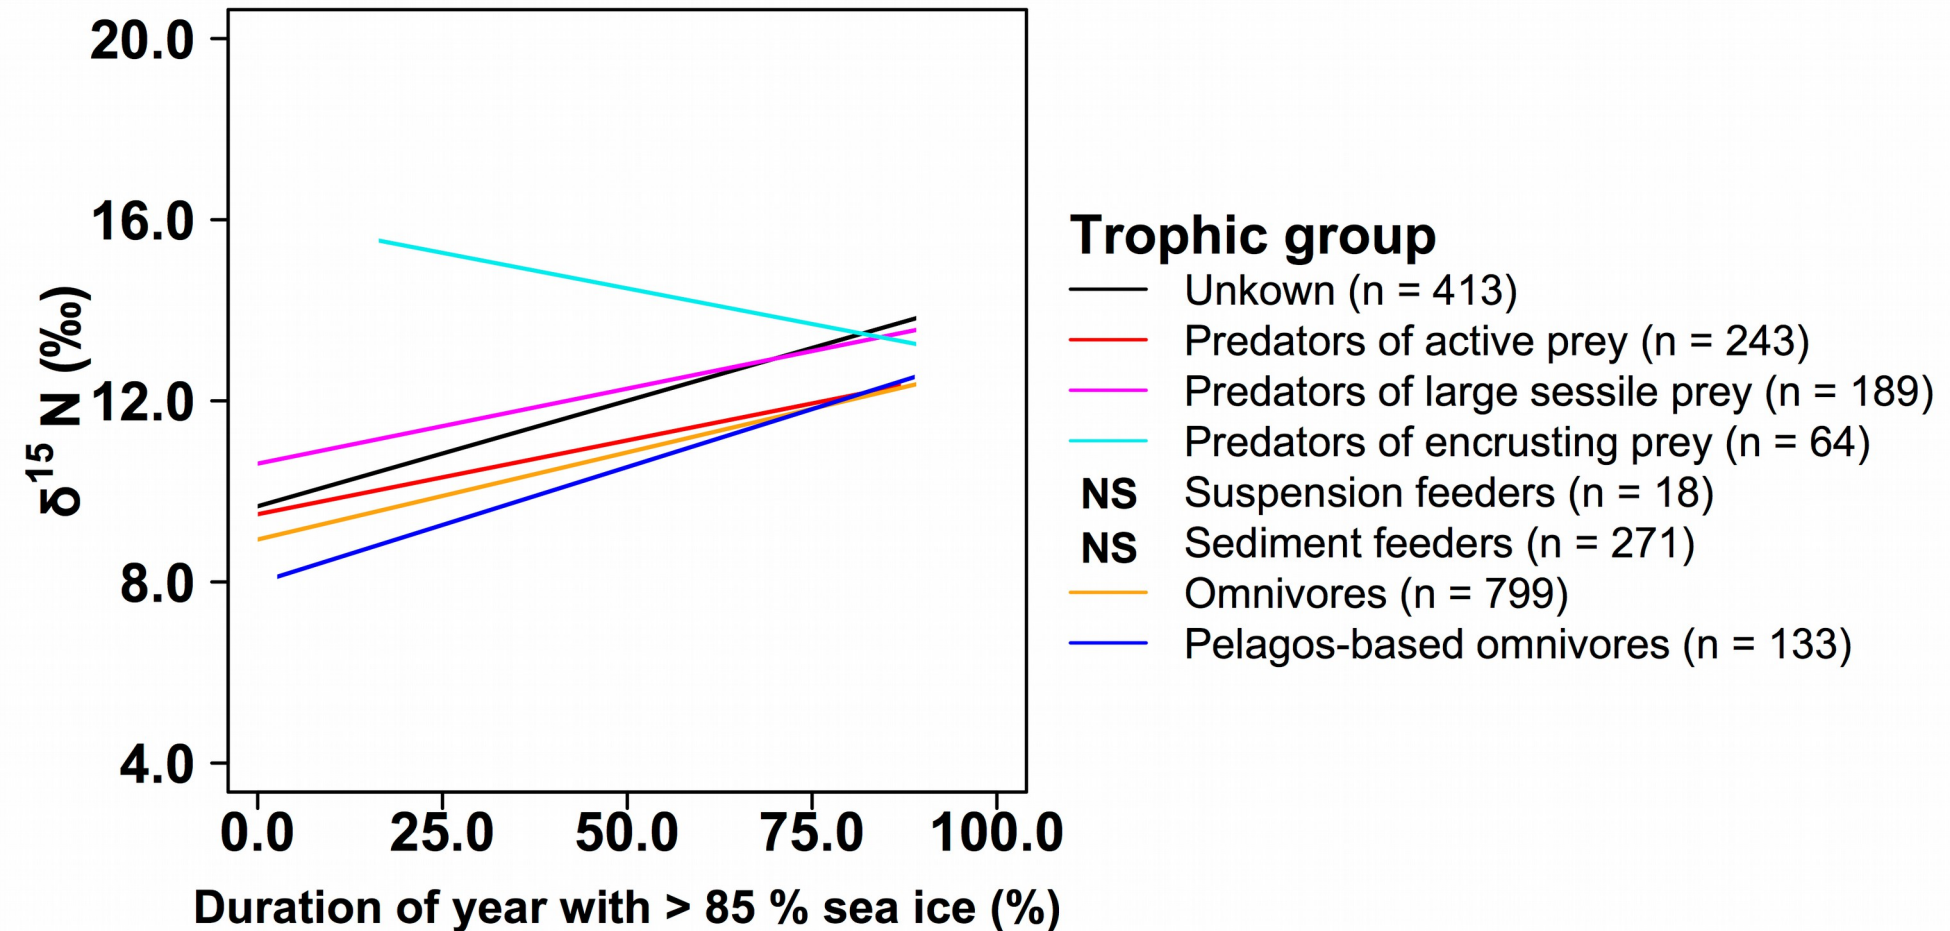 20.0
16.0
12.0
8.0
4.0
δ15 N (‰)
0.0 25.0 50.0 75.0 100.0
Duration of year with > 85 % sea ice (%)
Trophic group
Unkown (n = 413)
Predators of active prey (n = 243)
Predators of large sessile prey (n = 189)
Predators of encrusting prey (n = 64)
NS Suspension feeders (n = 18)
NS Sediment feeders (n = 271)
Omnivores (n = 799)
Pelagos-based omnivores (n = 133)